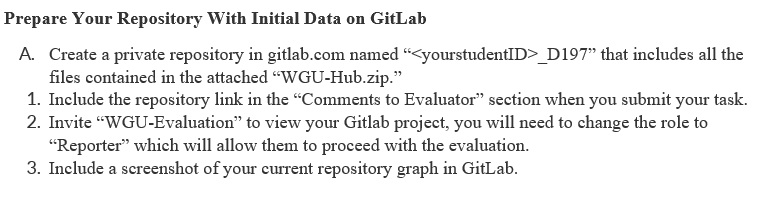 Prepare Your Repository With Initial Data on GitLab
A. Create a private repository in gitlab.com named “<yourstudentID>_D197” that includes all the
files contained in the attached “WGU-Hub.zip.”
1. Include the repository link in the “Comments to Evaluator” section when you submit your task.
2. Invite “WGU-Evaluation” to view your Gitlab project, you will need to change the role to
“Reporter” which will allow them to proceed with the evaluation.
3. Include a screenshot of your current repository graph in GitLab.